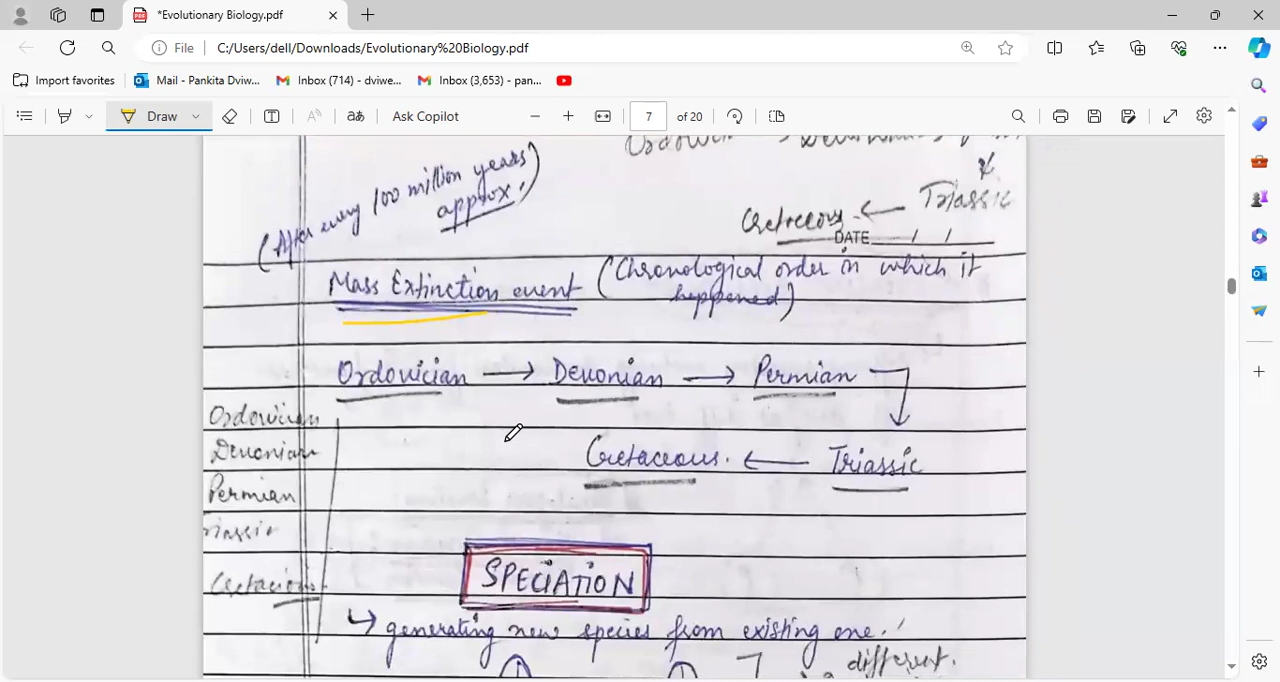 *Evolutionary Biology.pdf
File C:/Users/dell/Downloads/Evolutionary%20Biology.pdf
Import favorites Mail - Pankita Dviw... Inbox (714) - dviwe... Inbox (3,653) - pan...
Draw Ask Copilot 7 of 20
(After every 100 million years approx.)
Triassic
Cretaceous ←
DATE
Mass Extinction event (Chronological order in which it
happened)
Ordovician → Devonian → Permian
Cretaceous. ← Triassic
Ordovician
Devonian
Permian
riassic
Cretacious
SPECIATION
↳ generating new species from existing one.
different.